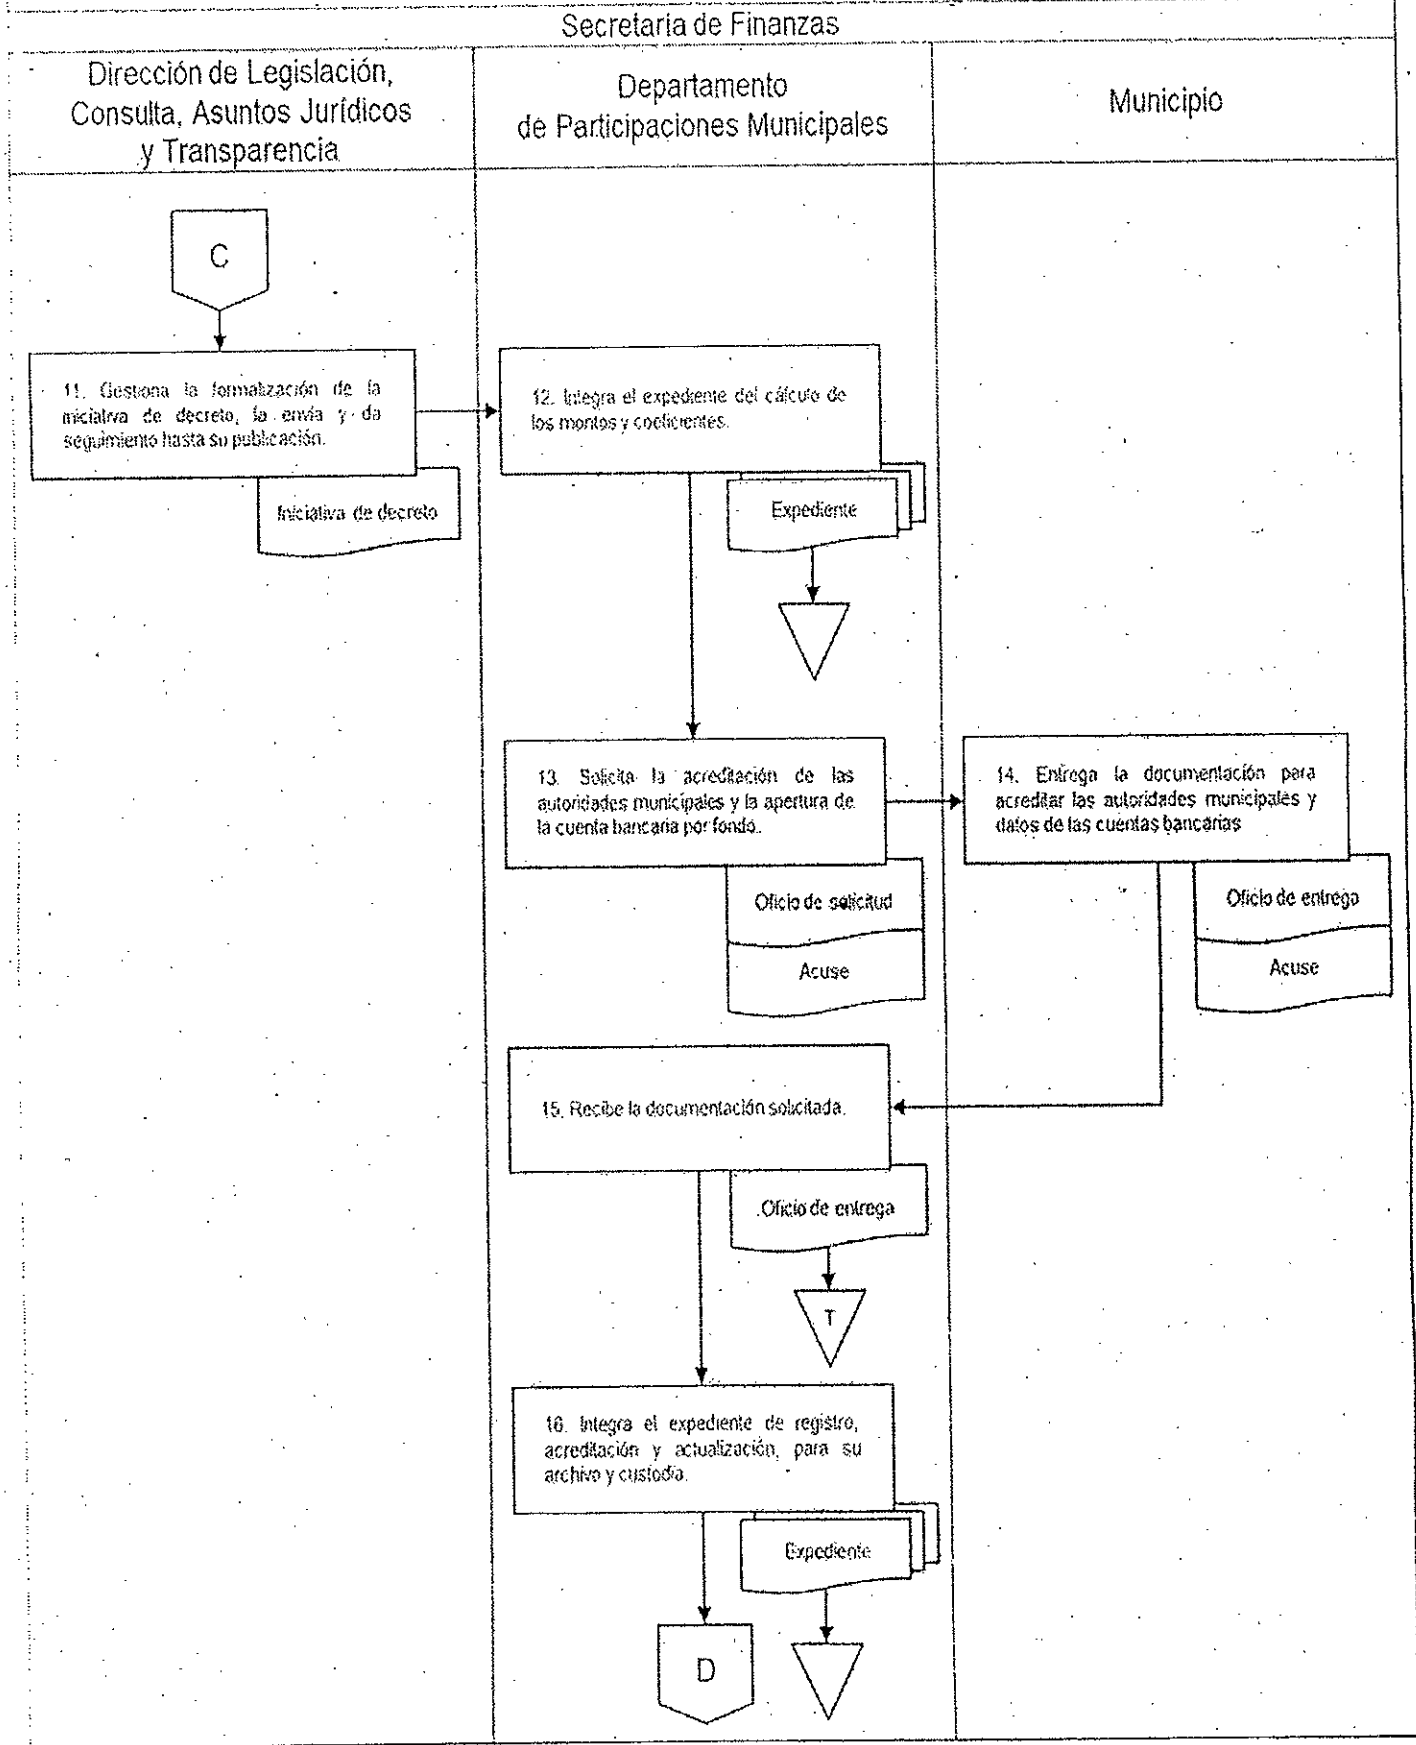 Secretaria de Finanzas
Dirección de Legislación,
Consulta, Asuntos Jurídicos
y Transparencia
Departamento
de Participaciones Municipales
Municipio
C
11. Gestiona la formalización de la
iniciativa de decreto, la envía y da
seguimiento hasta su publicación.
Iniciativa de decreto
12. Integra el expediente del cálculo de
los montos y coeficientes.
Expediente
13. Solicita la acreditación de las
autoridades municipales y la apertura de
la cuenta bancaria por fondo.
Oficio de solicitud
Acuse
14. Entrega la documentación para
acreditar las autoridades municipales y
datos de las cuentas bancarias
Oficio de entrega
Acuse
15. Recibe la documentación solicitada.
Oficio de entrega
T
16. Integra el expediente de registro,
acreditación y actualización, para su
archivo y custodia.
Expediente
D